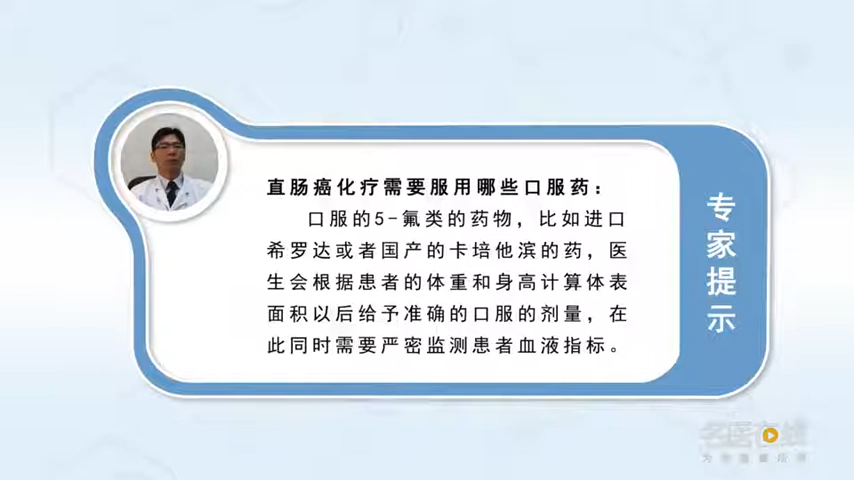 直肠癌化疗需要服用哪些口服药：
口服的5-氟类的药物，比如进口
希罗达或者国产的卡培他滨的药，医
生会根据患者的体重和身高计算体表
面积以后给予准确的口服的剂量，在
此同时需要严密监测患者血液指标。
专家提示
名医在线